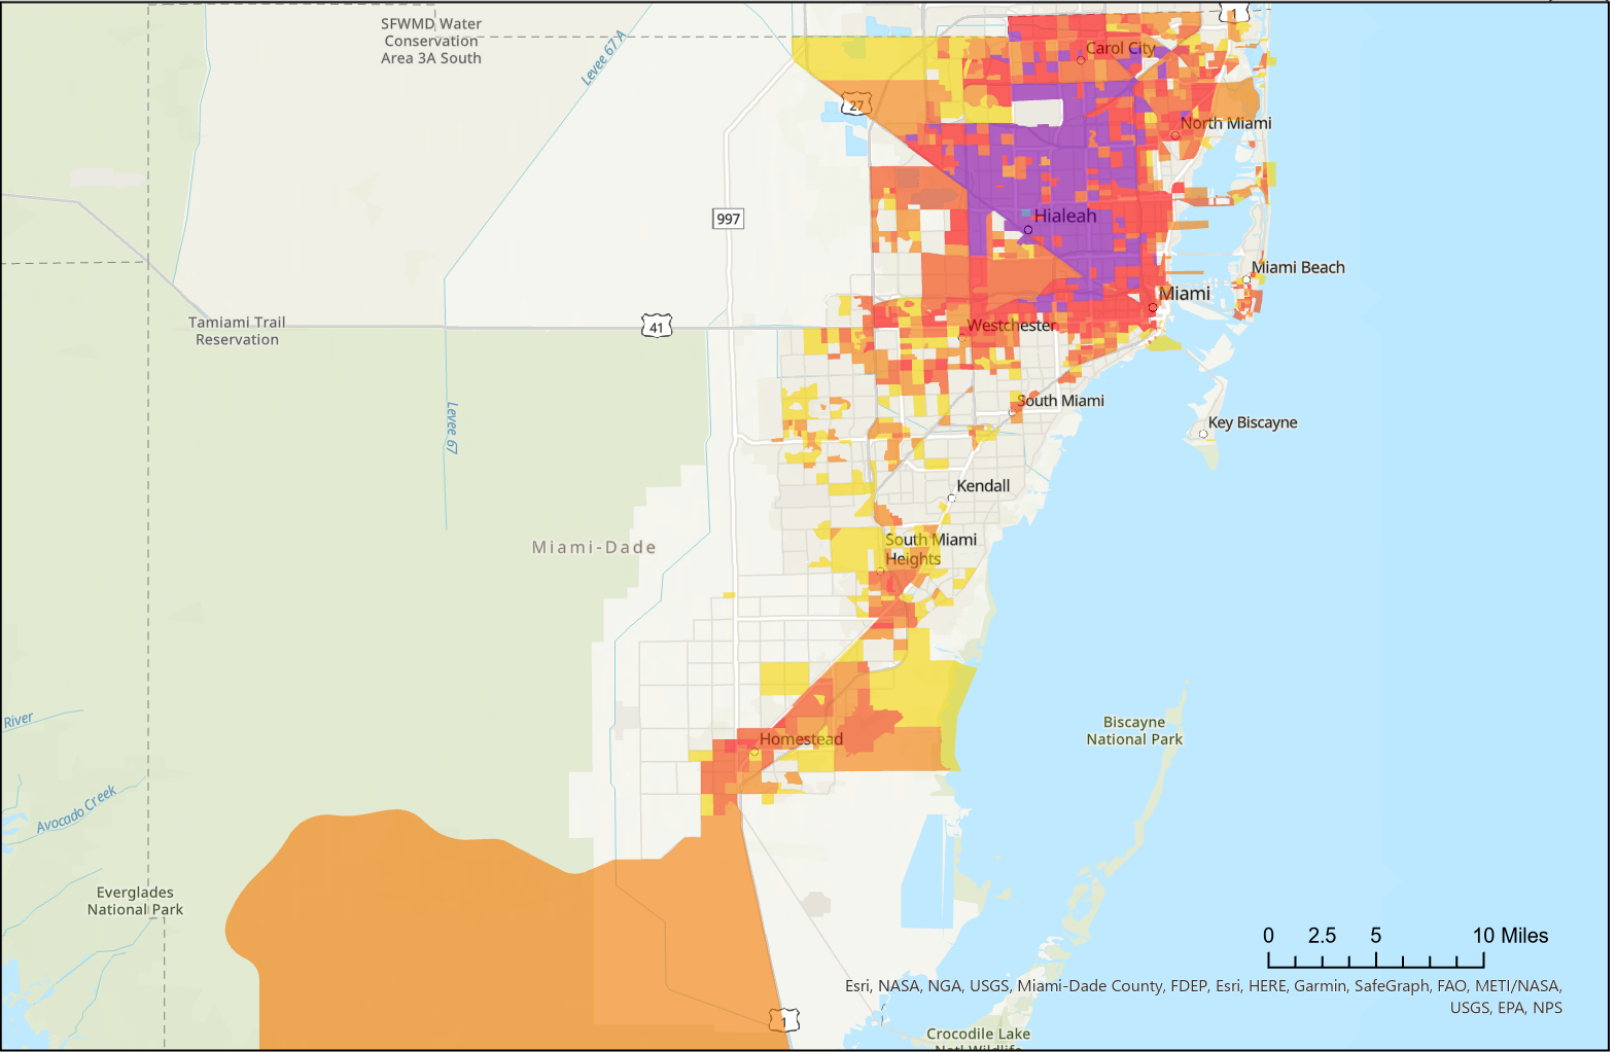 SFWMD Water
Conservation
Area 3A South
Levee 67 A
1
Carol City
27
North Miami
997
Hialeah
Miami Beach
Miami
Tamiami Trail
Reservation
41
Westchester
South Miami
Levee 67
Key Biscayne
Kendall
Miami-Dade
South Miami
Heights
River
Biscayne
National Park
Homestead
Avocado Creek
Everglades
National Park
0 2.5 5 10 Miles
Esri, NASA, NGA, USGS, Miami-Dade County, FDEP, Esri, HERE, Garmin, SafeGraph, FAO, METI/NASA,
USGS, EPA, NPS
1
Crocodile Lake
Natl Wildlife